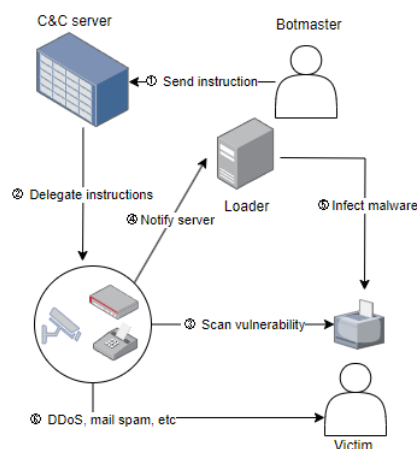 C&C server
Botmaster
① Send instruction
② Delegate instructions
④ Notify server
Loader
⑤ Infect malware
③ Scan vulnerability
⑥ DDoS, mail spam, etc
Victim